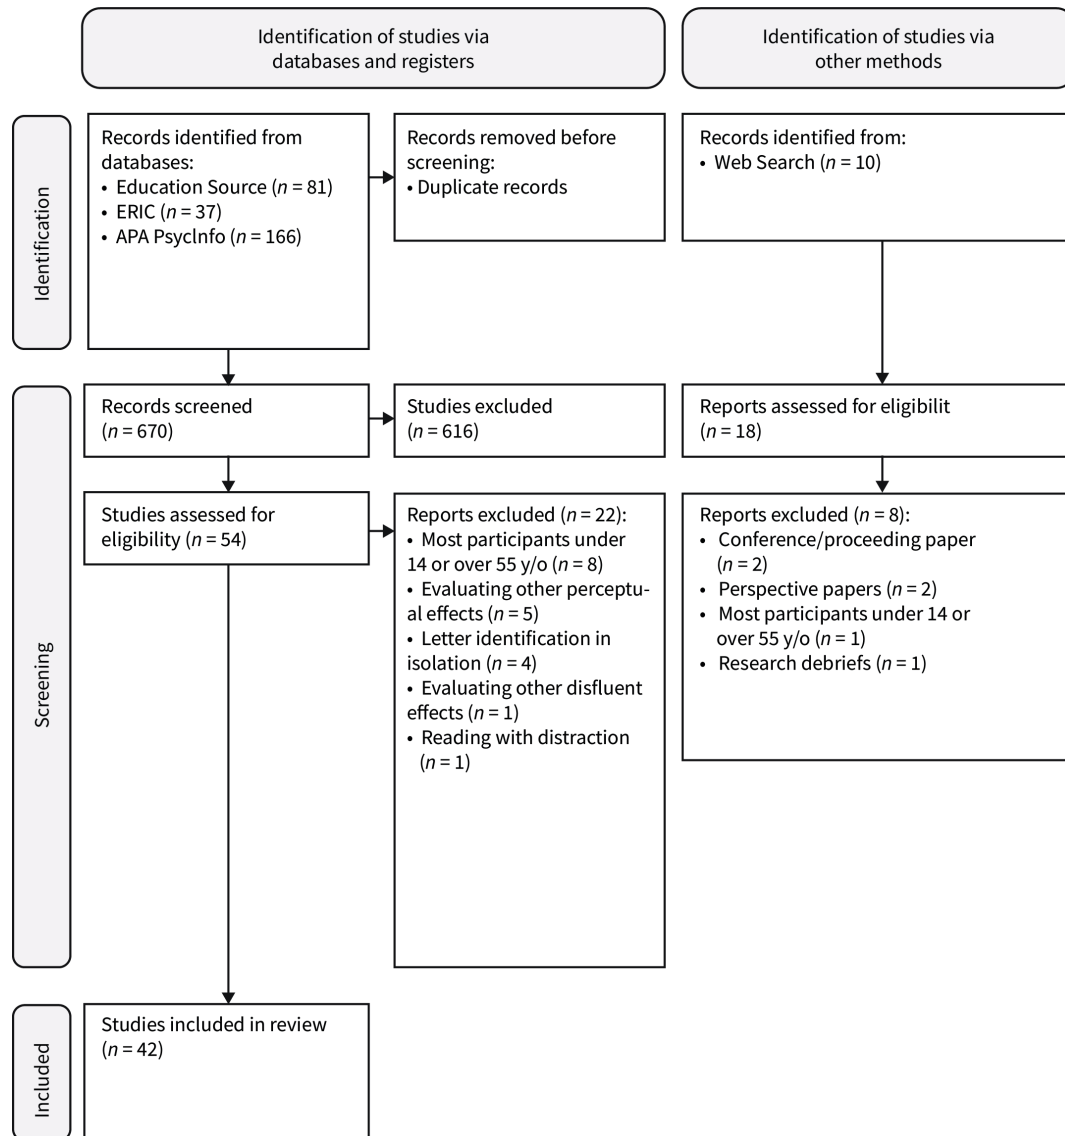 Identification of studies via
databases and registers
Identification of studies via
other methods
Identification
Records identified from
databases:
• Education Source (n = 81)
• ERIC (n = 37)
• APA PsycInfo (n = 166)
Records removed before
screening:
• Duplicate records
Records identified from:
• Web Search (n = 10)
Screening
Records screened
(n = 670)
Studies excluded
(n = 616)
Reports assessed for eligibilit
(n = 18)
Studies assessed for
eligibility (n = 54)
Reports excluded (n = 22):
• Most participants under
14 or over 55 y/o (n = 8)
• Evaluating other perceptu-
al effects (n = 5)
• Letter identification in
isolation (n = 4)
• Evaluating other disfluent
effects (n = 1)
• Reading with distraction
(n = 1)
Reports excluded (n = 8):
• Conference/proceeding paper
(n = 2)
• Perspective papers (n = 2)
• Most participants under 14 or
over 55 y/o (n = 1)
• Research debriefs (n = 1)
Included
Studies included in review
(n = 42)